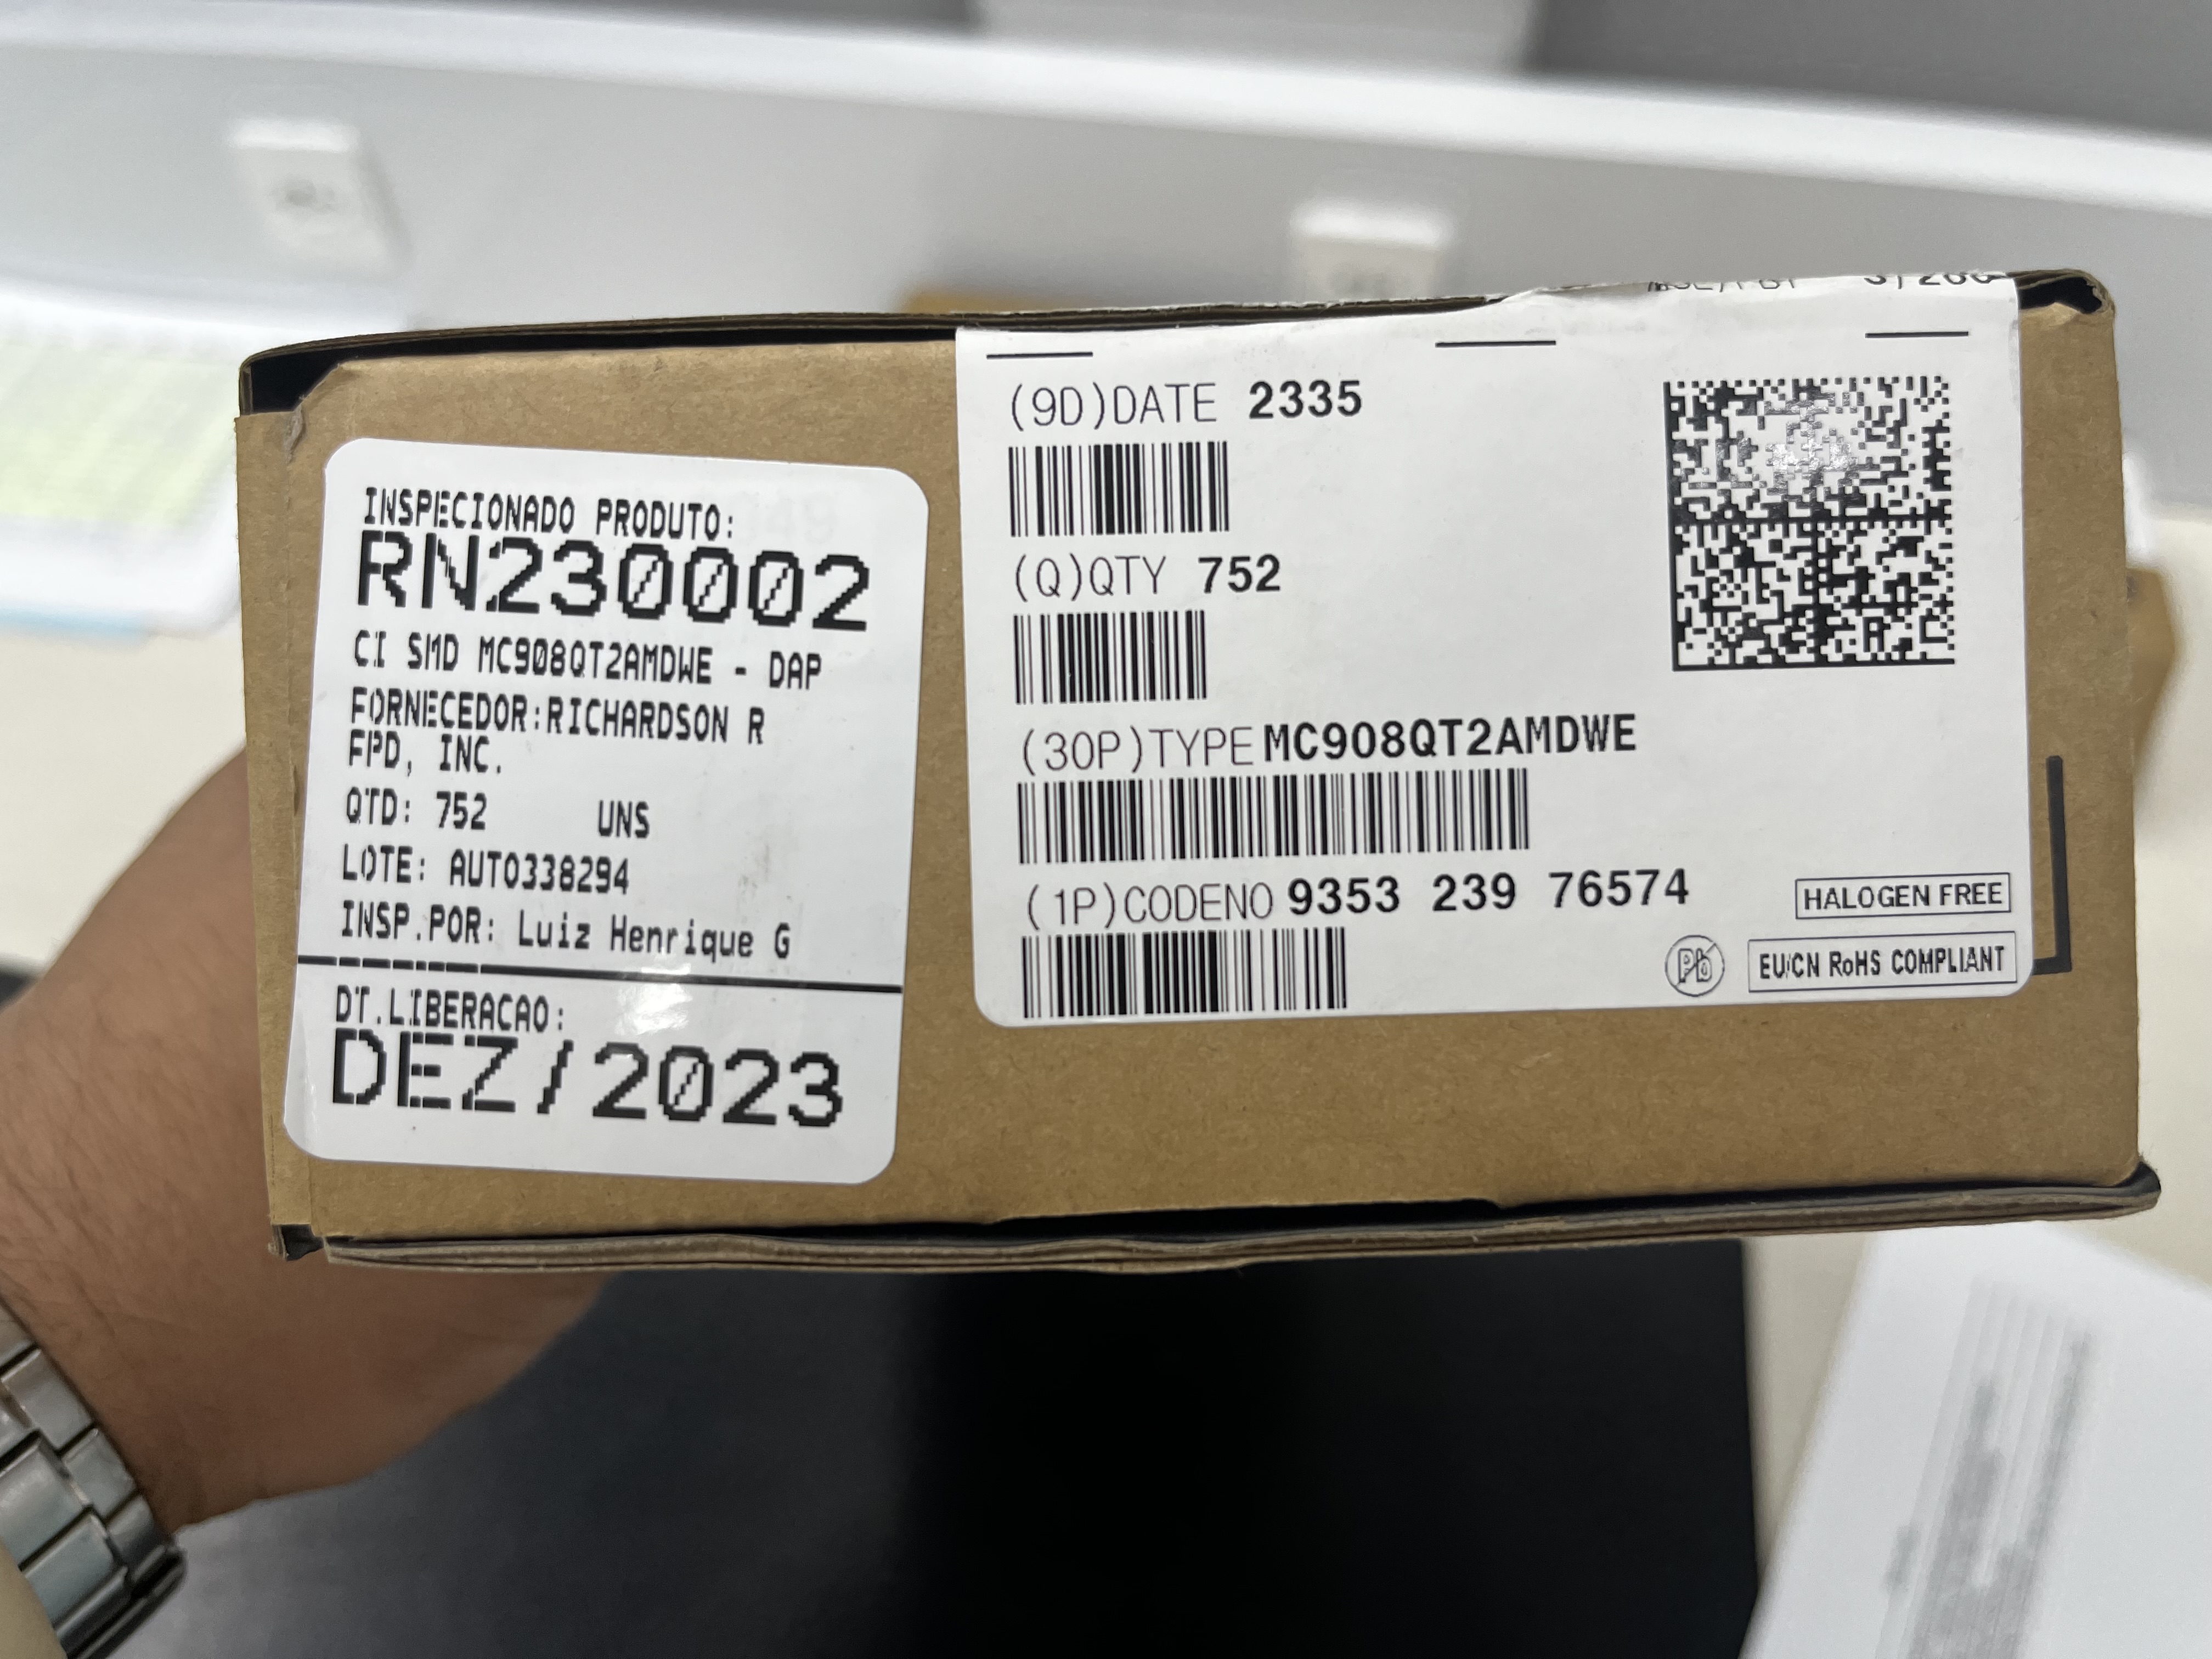 INSPECIONADO PRODUTO:
RN230002
CI SMD MC908QT2AMDWE - DAP
FORNECEDOR:RICHARDSON R
FPD, INC.
QTD: 752 UNS
LOTE: AUTO338294
INSP.POR: Luiz Henrique G
DT.LIBERACAO:
DEZ/2023
(9D)DATE 2335
(Q)QTY 752
(30P)TYPE MC908QT2AMDWE
(1P)CODENO 9353 239 76574
HALOGEN FREE
Pb
EU/CN RoHS COMPLIANT